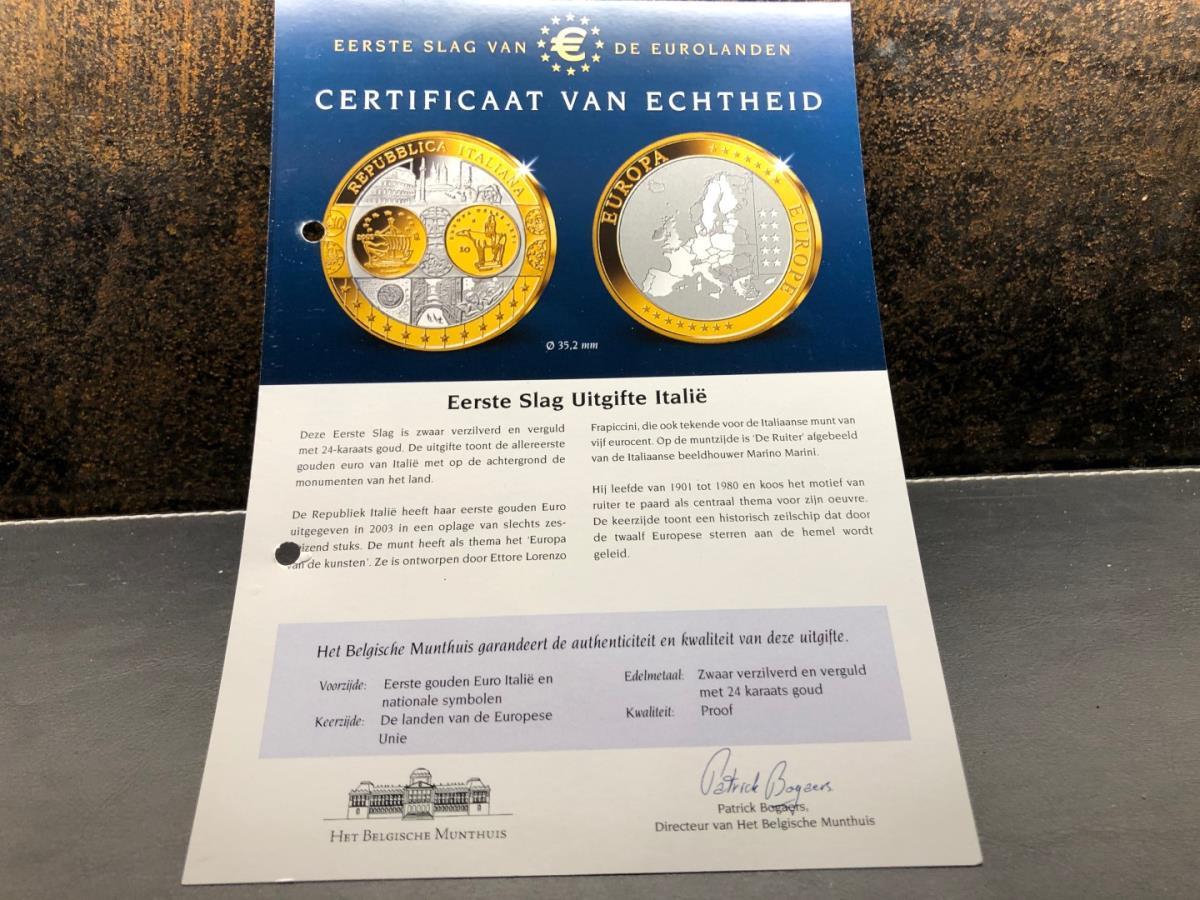 EERSTE SLAG VAN € DE EUROLANDEN
CERTIFICAAT VAN ECHTHEID
REPUBBLICA ITALIANA
10
EUROPA
EUROPE
Ø 35,2 mm
Eerste Slag Uitgifte Italië
Deze Eerste Slag is zwaar verzilverd en verguld
met 24-karaats goud. De uitgifte toont de allereerste
gouden euro van Italië met op de achtergrond de
monumenten van het land.
De Republiek Italië heeft haar eerste gouden Euro
uitgegeven in 2003 in een oplage van slechts zes-
izend stuks. De munt heeft als thema het 'Europa
van de kunsten'. Ze is ontworpen door Ettore Lorenzo
Frapiccini, die ook tekende voor de Italiaanse munt van
vijf eurocent. Op de muntzijde is 'De Ruiter' afgebeeld
van de Italiaanse beeldhouwer Marino Marini.
Hij leefde van 1901 tot 1980 en koos het motief van
ruiter te paard als centraal thema voor zijn oeuvre.
De keerzijde toont een historisch zeilschip dat door
de twaalf Europese sterren aan de hemel wordt
geleid.
Het Belgische Munthuis garandeert de authenticiteit en kwaliteit van deze uitgifte.
Voorzijde: Eerste gouden Euro Italië en
nationale symbolen
Keerzijde: De landen van de Europese
Unie
Edelmetaal: Zwaar verzilverd en verguld
met 24 karaats goud
Kwaliteit: Proof
HET BELGISCHE MUNTHUIS
Patrick Bogaers
Patrick Bogaers,
Directeur van Het Belgische Munthuis